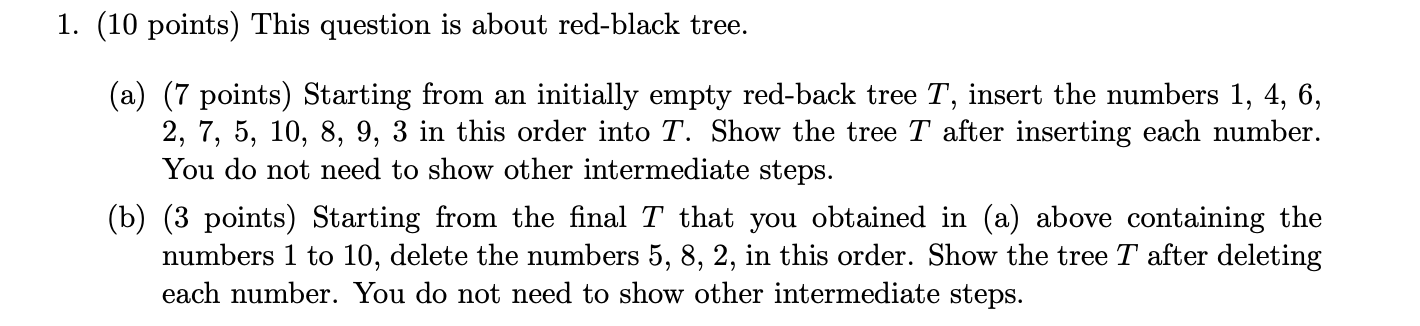 1. (10 points) This question is about red-black tree.
(a) (7 points) Starting from an initially empty red-back tree T, insert the numbers 1, 4, 6,
2, 7, 5, 10, 8, 9, 3 in this order into T. Show the tree T after inserting each number.
You do not need to show other intermediate steps.
(b) (3 points) Starting from the final T that you obtained in (a) above containing the
numbers 1 to 10, delete the numbers 5, 8, 2, in this order. Show the tree T after deleting
each number. You do not need to show other intermediate steps.